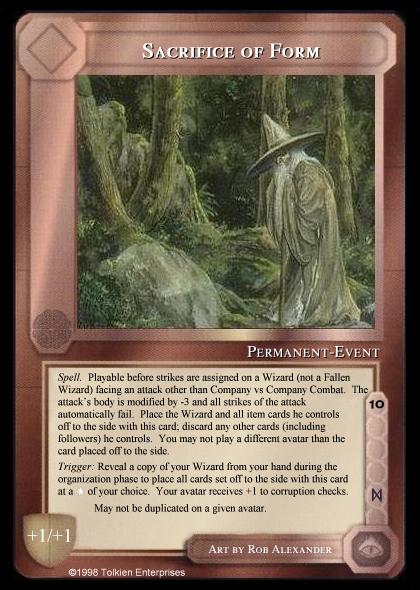 SACRIFICE OF FORM
PERMANENT-EVENT
Spell. Playable before strikes are assigned on a Wizard (not a Fallen
Wizard) facing an attack other than Company vs Company Combat. The
attack's body is modified by -3 and all strikes of the attack
automatically fail. Place the Wizard and all item cards he controls
off to the side with this card; discard any other cards (including
followers) he controls. You may not play a different avatar than the
card placed off to the side.
Trigger: Reveal a copy of your Wizard from your hand during the
organization phase to place all cards set off to the side with this card
at a of your choice. Your avatar receives +1 to corruption checks.
May not be duplicated on a given avatar.
10
+1/+1
ART BY ROB ALEXANDER
©1998 Tolkien Enterprises